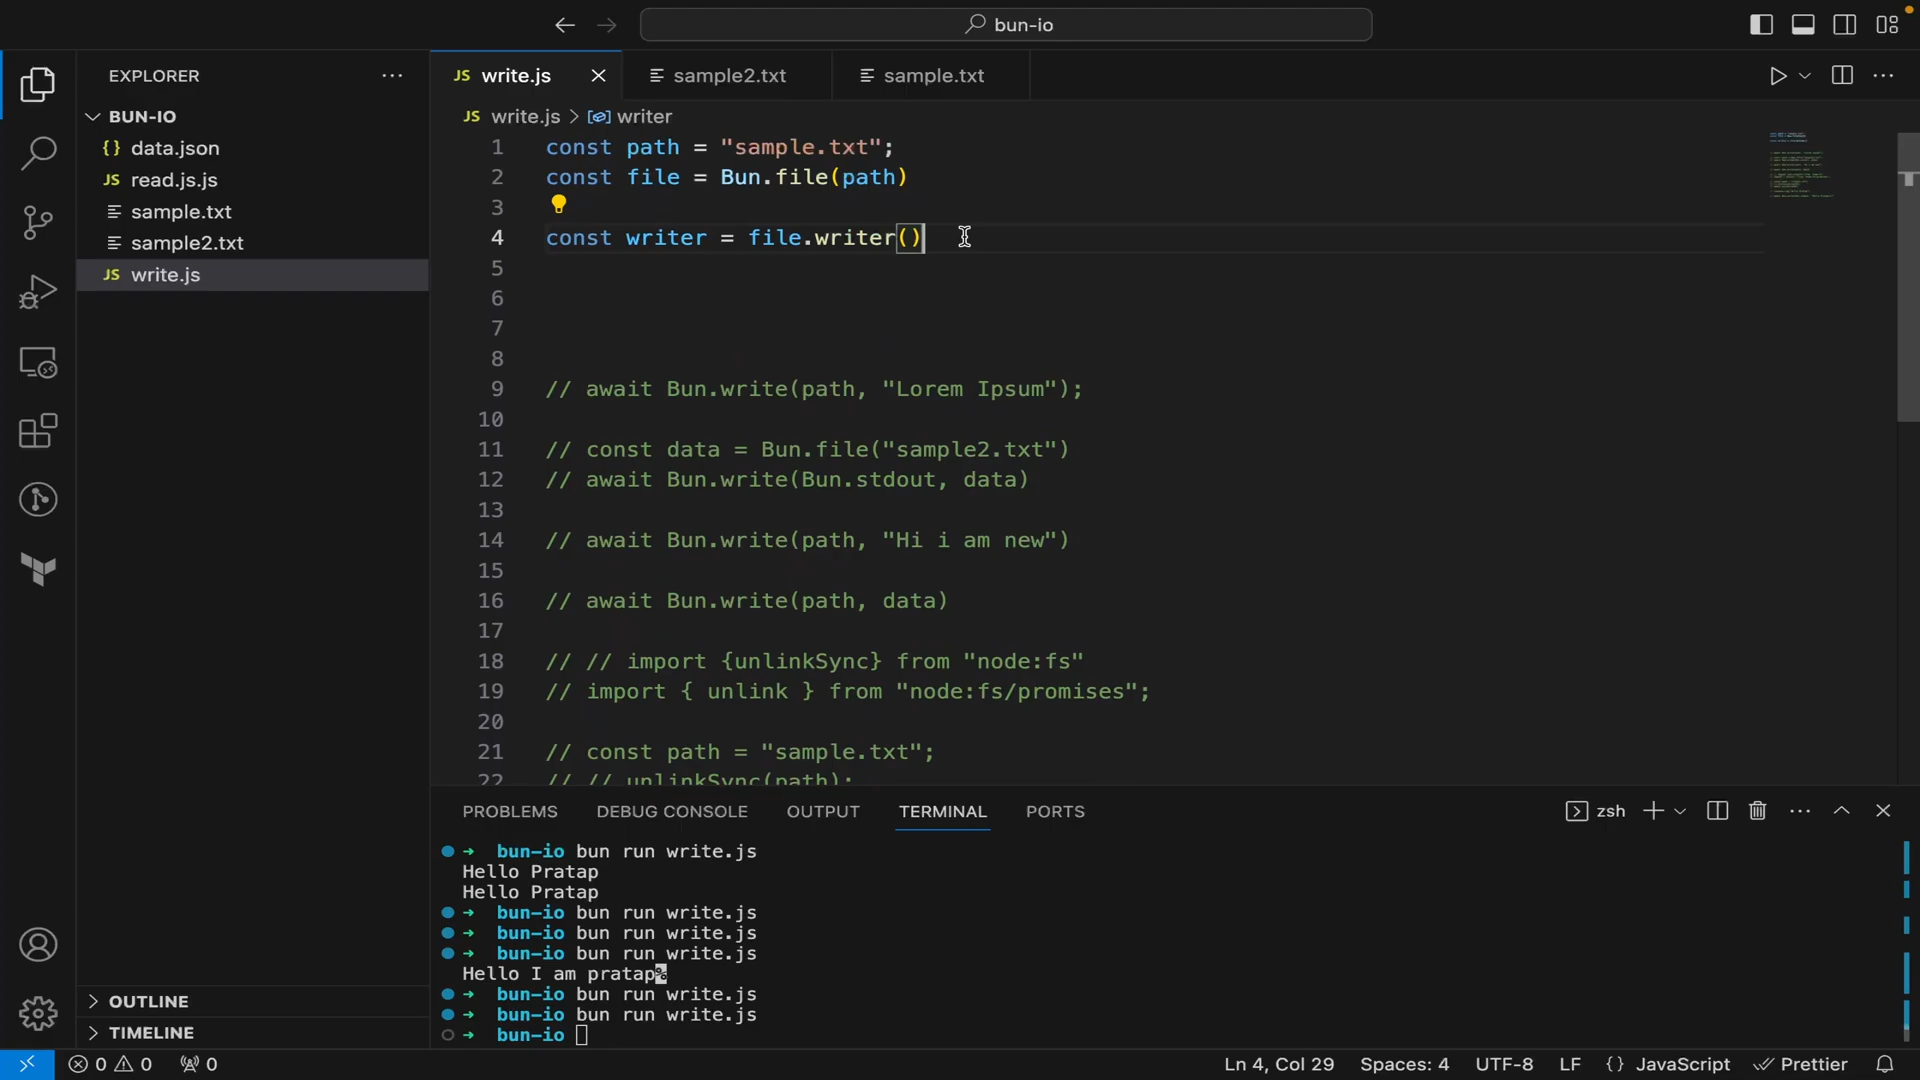 bun-io
EXPLORER
BUN-IO
data.json
read.js.js
sample.txt
sample2.txt
write.js
OUTLINE
TIMELINE
JS write.js
sample2.txt
sample.txt
JS write.js > writer
1 const path = "sample.txt";
2 const file = Bun.file(path)
3
4 const writer = file.writer()
5
6
7
8
9 // await Bun.write(path, "Lorem Ipsum");
10
11 // const data = Bun.file("sample2.txt")
12 // await Bun.write(Bun.stdout, data)
13
14 // await Bun.write(path, "Hi i am new")
15
16 // await Bun.write(path, data)
17
18 // // import {unlinkSync} from "node:fs"
19 // import { unlink } from "node:fs/promises";
20
21 // const path = "sample.txt";
22 // // unlinkSync(path);
PROBLEMS DEBUG CONSOLE OUTPUT TERMINAL PORTS
zsh
➜ bun-io bun run write.js
Hello Pratap
Hello Pratap
➜ bun-io bun run write.js
➜ bun-io bun run write.js
➜ bun-io bun run write.js
Hello I am pratap%
➜ bun-io bun run write.js
➜ bun-io bun run write.js
➜ bun-io
0 0 0
Ln 4, Col 29 Spaces: 4 UTF-8 LF {} JavaScript Prettier